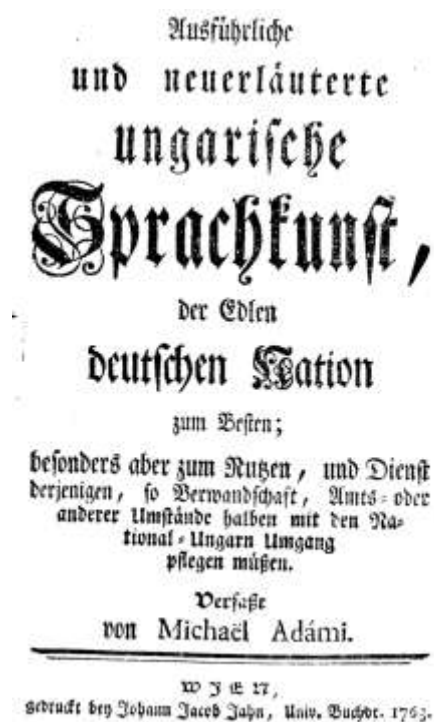 Ausführliche
und neuerläuterte
ungarische
Sprachkunst,
der Edlen
deutschen Nation
zum Besten;
besonders aber zum Nutzen, und Dienst
derjenigen, so Verwandschaft, Amts- oder
anderer Umstände halben mit den Na-
tional-Ungarn Umgang
pflegen müßen.
Verfaßt
von Michaël Adámi.
WJEN,
gedruckt bey Johann Jacob Jahn, Univ. Buchdr. 1763.